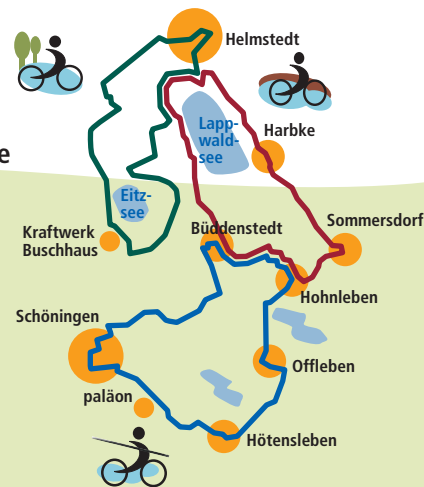 Helmstedt
Lapp-
wald-
see
Harbke
e
Eitz-
see
Kraftwerk
Buschhaus
Büddenstedt
Sommersdorf
Hohnleben
Schöningen
Offleben
paläon
Hötensleben